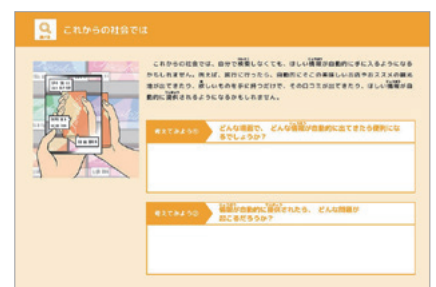 これからの社会では
これからの社会では、自分で検索しなくても、ほしい情報が自動的に手に入るようになる
かもしれません。例えば、旅行に行ったら、自動的にそこの美味しいお店やおススメの観光
地が出てきたり、欲しいものを手に持つだけで、その口コミが出てきたり、ほしい情報が自
動的に提供されるようになるかもしれません。
考えてみよう①
どんな場面で、どんな情報が自動的に出てきたら便利にな
るでしょうか?
考えてみよう②
情報が自動的に提供されたら、どんな問題が
起こるだろうか?